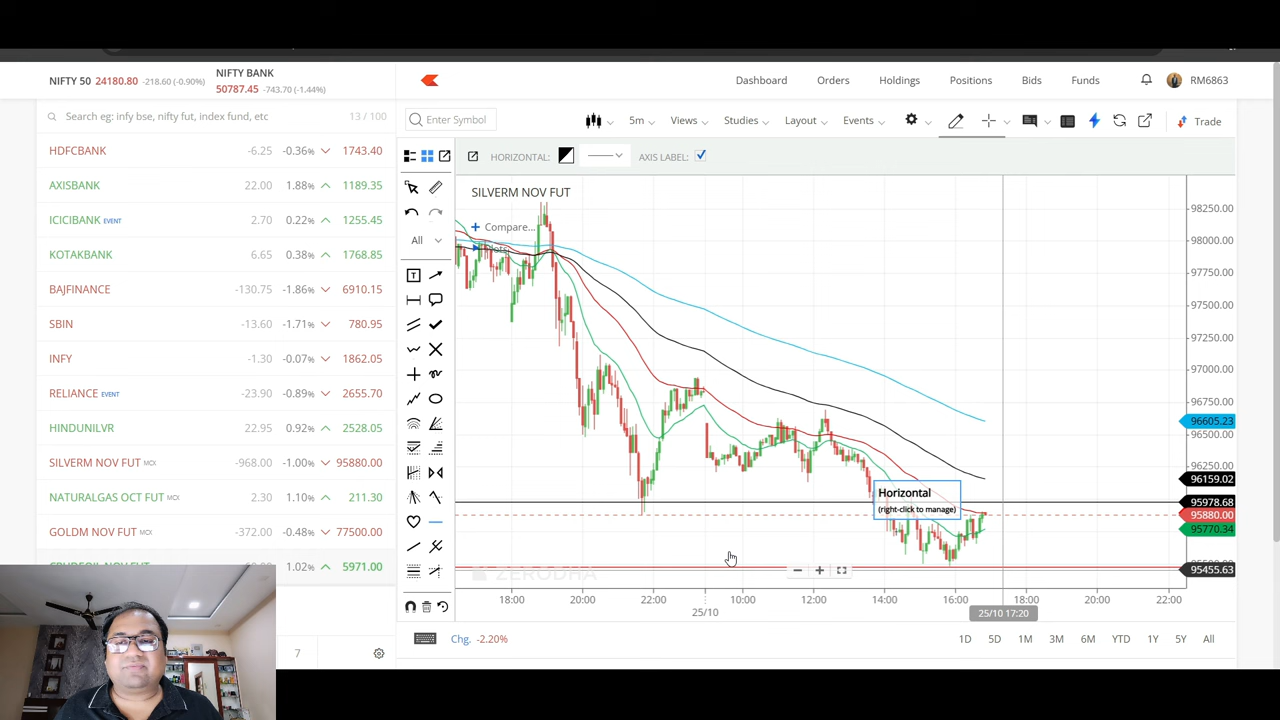 NIFTY 50 24180.80 -218.60 (-0.90%)
NIFTY BANK
50787.45 -743.70 (-1.44%)
Dashboard Orders Holdings Positions Bids Funds RM6863
Search eg: infy bse, nifty fut, index fund, etc 13 / 100
HDFCBANK -6.25 -0.36% 1743.40
AXISBANK 22.00 1.88% 1189.35
ICICIBANK EVENT 2.70 0.22% 1255.45
KOTAKBANK 6.65 0.38% 1768.85
BAJFINANCE -130.75 -1.86% 6910.15
SBIN -13.60 -1.71% 780.95
INFY -1.30 -0.07% 1862.05
RELIANCE EVENT -23.90 -0.89% 2655.70
HINDUNILVR 22.95 0.92% 2528.05
SILVERM NOV FUT MCX -968.00 -1.00% 95880.00
NATURALGAS OCT FUT MCX 2.30 1.10% 211.30
GOLDM NOV FUT MCX -372.00 -0.48% 77500.00
1.02% 5971.00
7
Enter Symbol 5m Views Studies Layout Events Trade
HORIZONTAL: AXIS LABEL:
All
T
SILVERM NOV FUT
Compare...
98250.00
98000.00
97750.00
97500.00
97250.00
97000.00
96750.00
96605.23
96500.00
96250.00
96159.02
95978.68
95880.00
95770.34
95455.63
Horizontal
(right-click to manage)
ZERODHA
18:00 20:00 22:00 10:00 12:00 14:00 16:00 18:00 20:00 22:00
25/10 25/10 17:20
Chg. -2.20% 1D 5D 1M 3M 6M YTD 1Y 5Y All